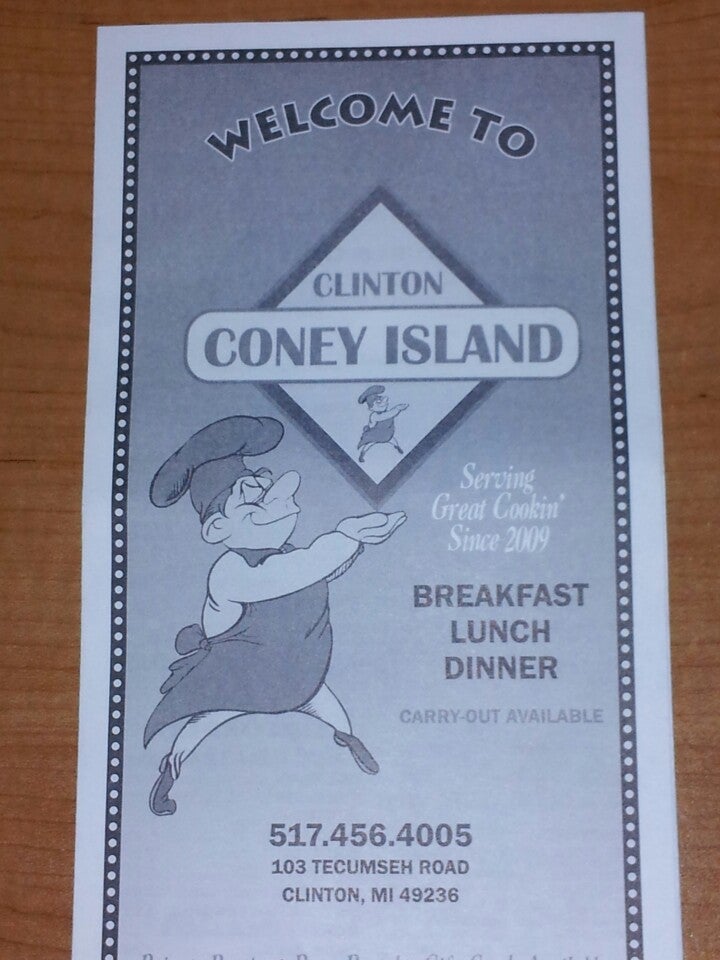 WELCOME TO
CLINTON
CONEY ISLAND
Serving
Great Cookin'
Since 2009
BREAKFAST
LUNCH
DINNER
CARRY-OUT AVAILABLE
517.456.4005
103 TECUMSEH ROAD
CLINTON, MI 49236